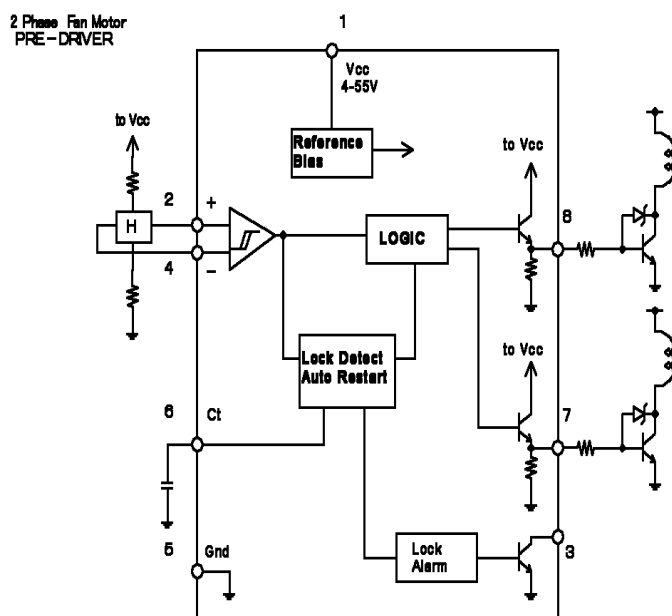 2 Phase Fan Motor
PRE-DRIVER
1
Vcc
4-55V
to Vcc
Reference
Bias
to Vcc
2
+
H
LOGIC
8
4
-
Lock Detect
Auto Restart
to Vcc
6
Ct
7
5
Gnd
Lock
Alarm
3